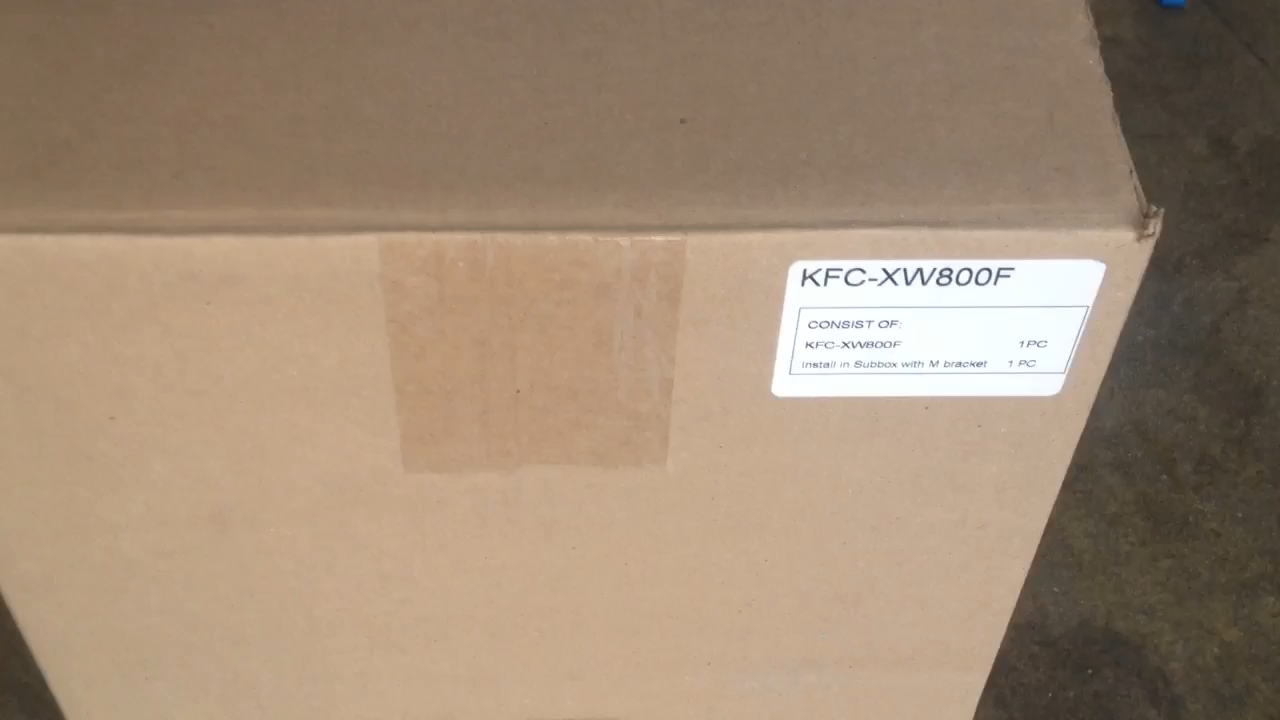 KFC-XW800F
CONSIST OF:
KFC-XW800F 1PC
Install in Subbox with M bracket 1 PC